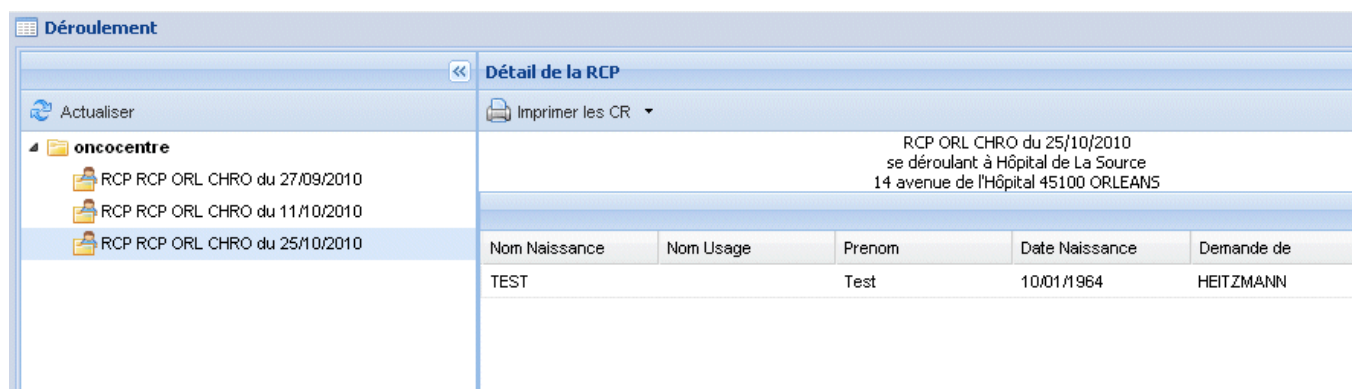 Déroulement
Détail de la RCP
Actualiser
Imprimer les CR
oncocentre
RCP RCP ORL CHRO du 27/09/2010
RCP RCP ORL CHRO du 11/10/2010
RCP RCP ORL CHRO du 25/10/2010
RCP ORL CHRO du 25/10/2010
se déroulant à Hôpital de La Source
14 avenue de l'Hôpital 45100 ORLEANS
Nom Naissance Nom Usage Prenom Date Naissance Demande de
TEST Test 10/01/1964 HEITZMANN